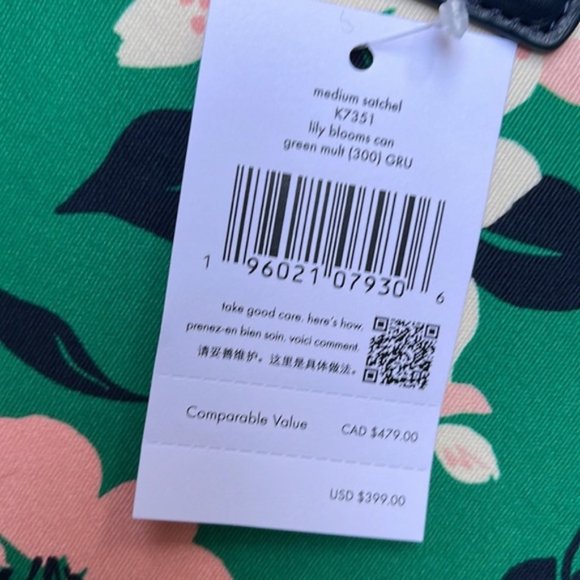 medium satchel
K7351
lily blooms can
green mult (300) GRU
1 96021 07930 6
take good care. here's how.
prenez-en bien soin. voici comment.
请妥善维护。这里是具体做法。
Comparable Value CAD $479.00
USD $399.00